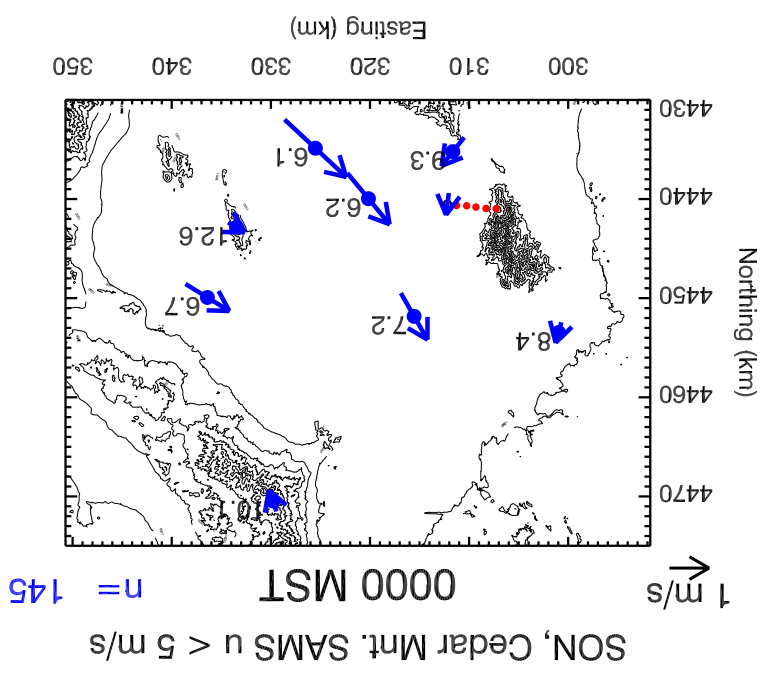 SON, Cedar Mnt. SAMS u < 5 m/s
1 m/s
0000 MST
n= 145
4470
10.1
4460
Northing (km)
8.4
7.2
4450
6.7
12.6
6.2
4440
9.3
6.1
4430
300 310 320 330 340 350
Easting (km)